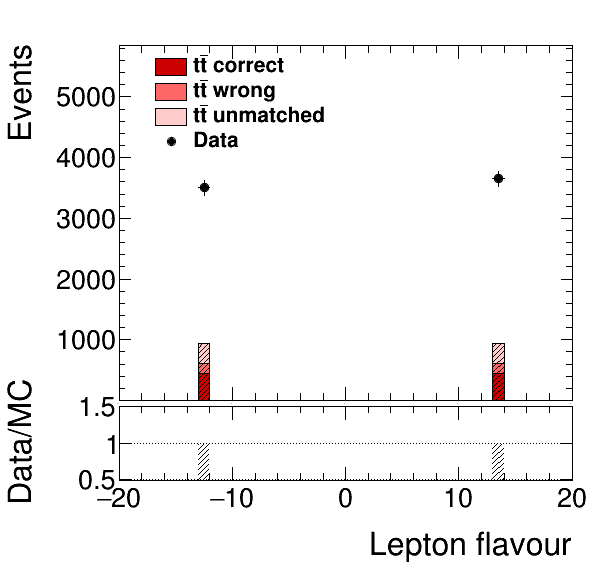 Events
tt̅ correct
tt̅ wrong
tt̅ unmatched
Data
5000
4000
3000
2000
1000
Data/MC
1.5
1
0.5
−20 −10 0 10 20
Lepton flavour